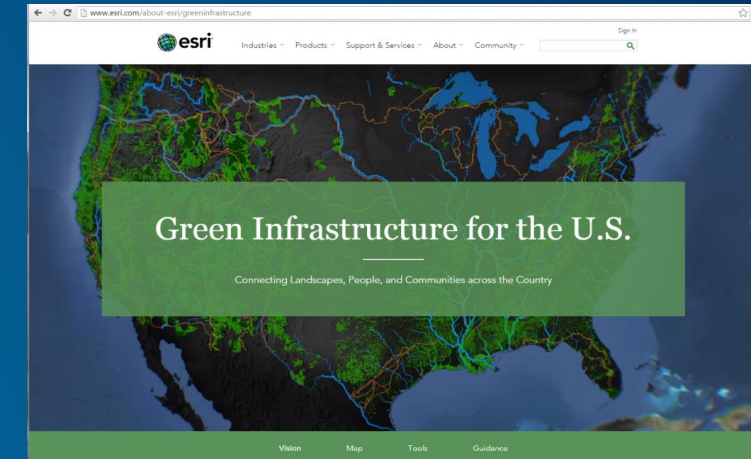 www.esri.com/about-esri/greeninfrastructure
Sign In
esri Industries Products Support & Services About Community
Green Infrastructure for the U.S.
Connecting Landscapes, People, and Communities across the Country
Vision Map Tools Guidance